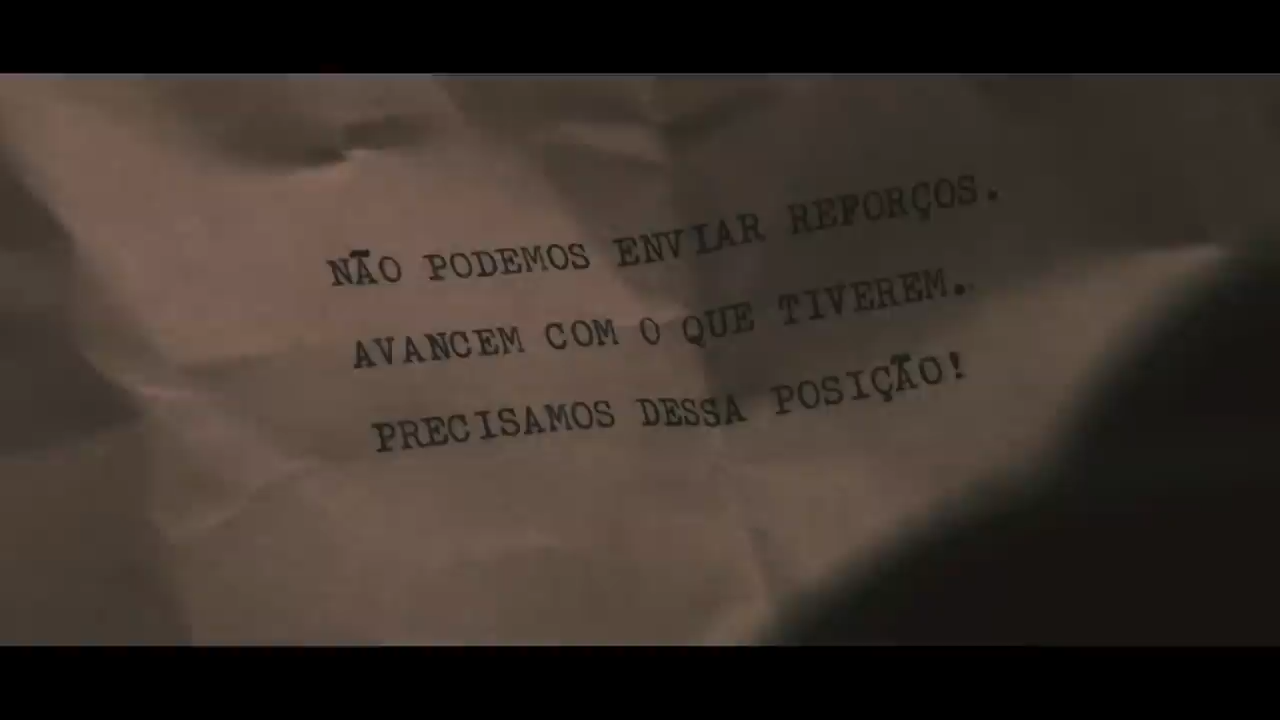 NÃO PODEMOS ENVIAR REFORÇOS.
AVANCEM COM O QUE TIVEREM.
PRECISAMOS DESSA POSIÇÃO!